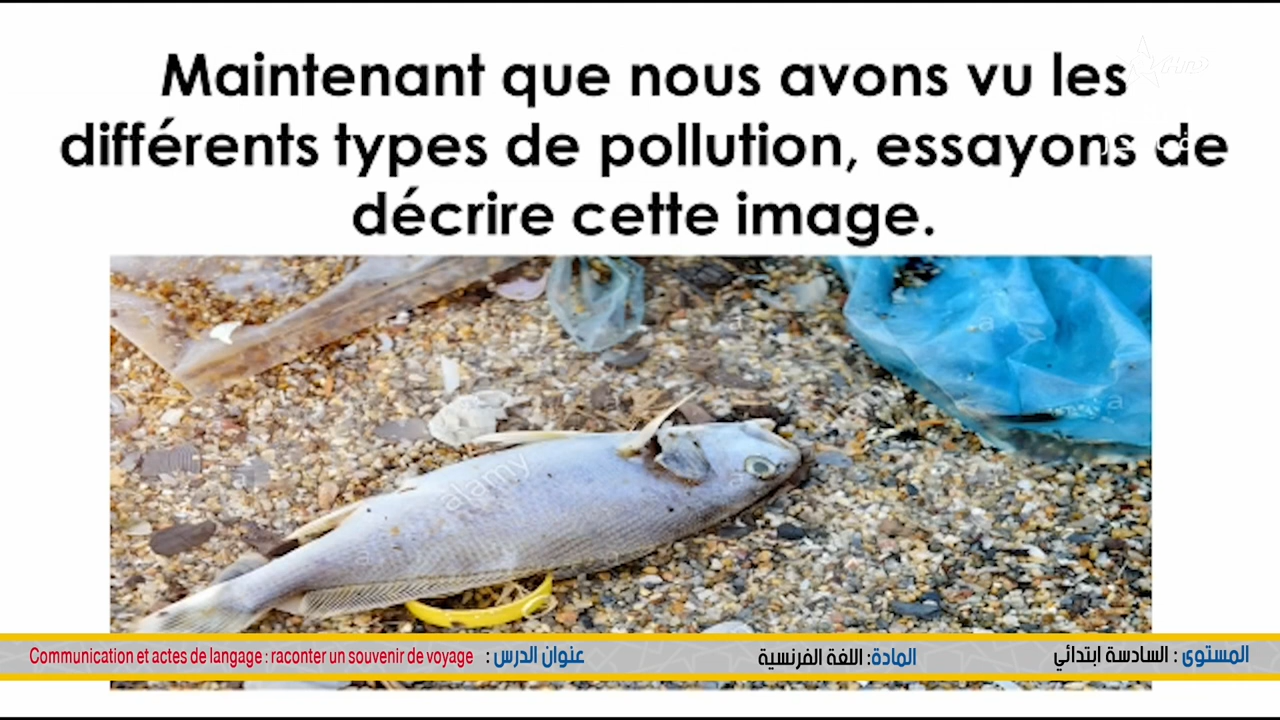 Maintenant que nous avons vu les
différents types de pollution, essayons de
décrire cette image.
alamy
المستوى : السادسة ابتدائي
المادة: اللغة الفرنسية
عنوان الدرس : Communication et actes de langage : raconter un souvenir de voyage